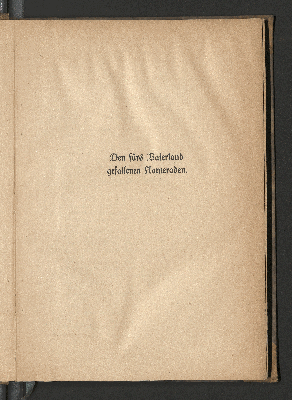 Den fürs Vaterland
gefallenen Kameraden.